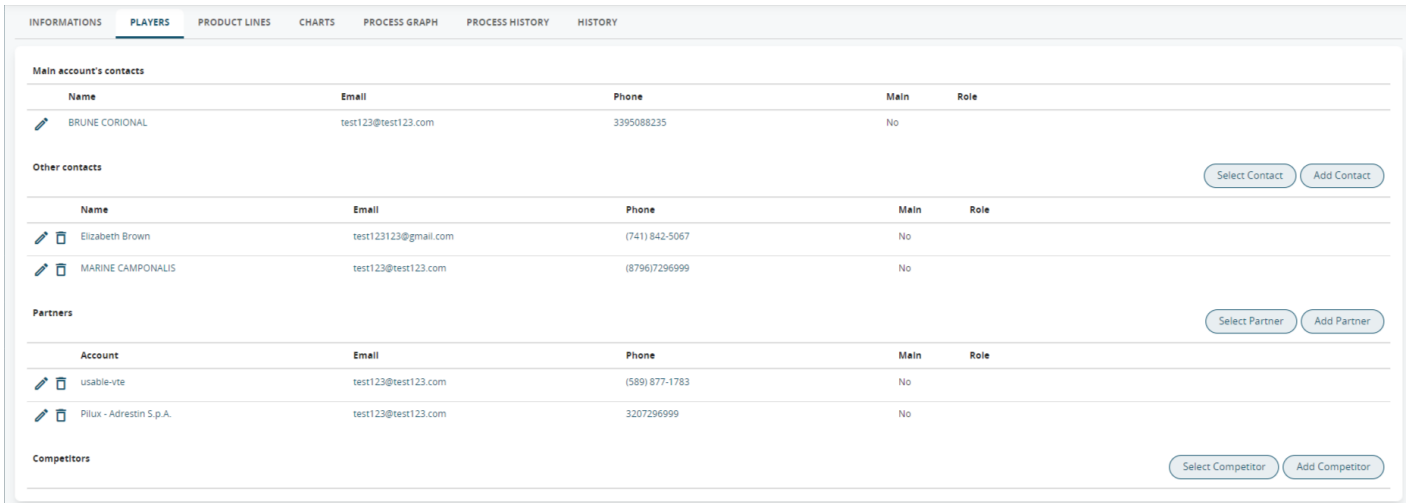 INFORMATIONS PLAYERS PRODUCT LINES CHARTS PROCESS GRAPH PROCESS HISTORY HISTORY
Main account's contacts
Name Email Phone Main Role
BRUNE CORIONAL test123@test123.com 3395088235 No
Other contacts
Select Contact Add Contact
Name Email Phone Main Role
Elizabeth Brown test123123@gmail.com (741) 842-5067 No
MARINE CAMPONALIS test123@test123.com (8796)7296999 No
Partners
Select Partner Add Partner
Account Email Phone Main Role
usable-vte test123@test123.com (589) 877-1783 No
Pilux - Adrestin S.p.A. test123@test123.com 3207296999 No
Competitors
Select Competitor Add Competitor